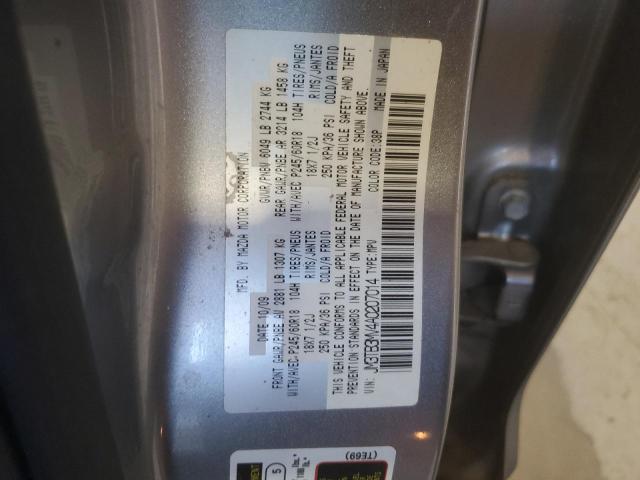 MFD. BY MAZDA MOTOR CORPORATION
DATE 10/09 GVWR/PNBV 6049 LB 2744 KG
FRONT GAWR/PNBE AV 2881 LB 1307 KG REAR GAWR/PNBE AR 3214 LB 1458 KG
WITH/AVEC P245/60R18 104H TIRES/PNEUS WITH/AVEC P245/60R18 104H TIRES/PNEUS
18X7 1/2J RIMS/JANTES 18X7 1/2J RIMS/JANTES
250 KPA/36 PSI COLD/A FROID 250 KPA/36 PSI COLD/A FROID
THIS VEHICLE CONFORMS TO ALL APPLICABLE FEDERAL MOTOR VEHICLE SAFETY AND THEFT
PREVENTION STANDARDS IN EFFECT ON THE DATE OF MANUFACTURE SHOWN ABOVE.
VIN: JM3TB3MV4A0207014 TYPE: MPV COLOR CODE:38P MADE IN JAPAN
(TE69)
5